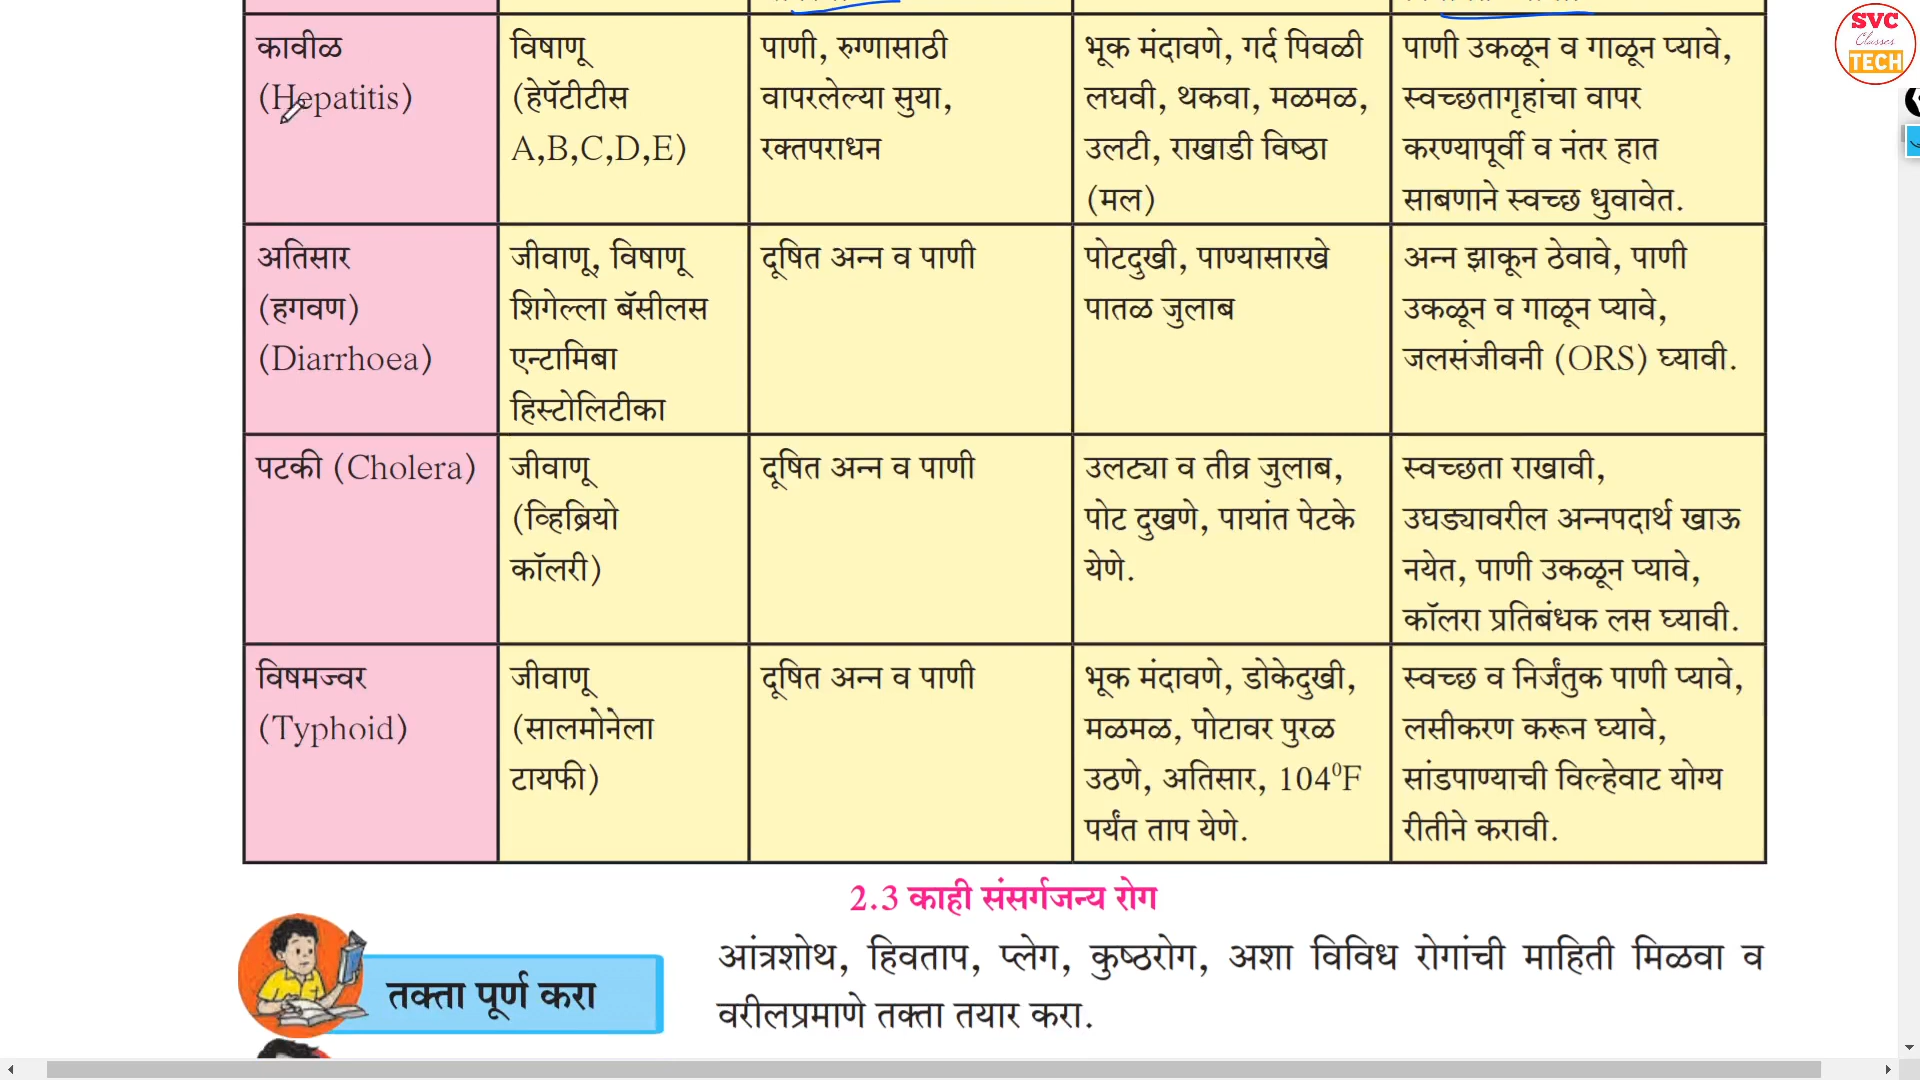 SVC
Classes
TECH
कावीळ
(Hepatitis)
विषाणू
(हेपॅटीटीस
A,B,C,D,E)
पाणी, रुग्णासाठी
वापरलेल्या सुया,
रक्तपराधन
भूक मंदावणे, गर्द पिवळी
लघवी, थकवा, मळमळ,
उलटी, राखाडी विष्ठा
(मल)
पाणी उकळून व गाळून प्यावे,
स्वच्छतागृहांचा वापर
करण्यापूर्वी व नंतर हात
साबणाने स्वच्छ धुवावेत.
अतिसार
(हगवण)
(Diarrhoea)
जीवाणू, विषाणू
शिगेल्ला बॅसीलस
एन्टामिबा
हिस्टोलिटीका
दूषित अन्न व पाणी
पोटदुखी, पाण्यासारखे
पातळ जुलाब
अन्न झाकून ठेवावे, पाणी
उकळून व गाळून प्यावे,
जलसंजीवनी (ORS) घ्यावी.
पटकी (Cholera)
जीवाणू
(व्हिब्रियो
कॉलरी)
दूषित अन्न व पाणी
उलट्या व तीव्र जुलाब,
पोट दुखणे, पायांत पेटके
येणे.
स्वच्छता राखावी,
उघड्यावरील अन्नपदार्थ खाऊ
नयेत, पाणी उकळून प्यावे,
कॉलरा प्रतिबंधक लस घ्यावी.
विषमज्वर
(Typhoid)
जीवाणू
(सालमोनेला
टायफी)
दूषित अन्न व पाणी
भूक मंदावणे, डोकेदुखी,
मळमळ, पोटावर पुरळ
उठणे, अतिसार, 104⁰F
पर्यंत ताप येणे.
स्वच्छ व निर्जंतुक पाणी प्यावे,
लसीकरण करून घ्यावे,
सांडपाण्याची विल्हेवाट योग्य
रीतीने करावी.
2.3 काही संसर्गजन्य रोग
तक्ता पूर्ण करा
आंत्रशोथ, हिवताप, प्लेग, कुष्ठरोग, अशा विविध रोगांची माहिती मिळवा व
वरीलप्रमाणे तक्ता तयार करा.